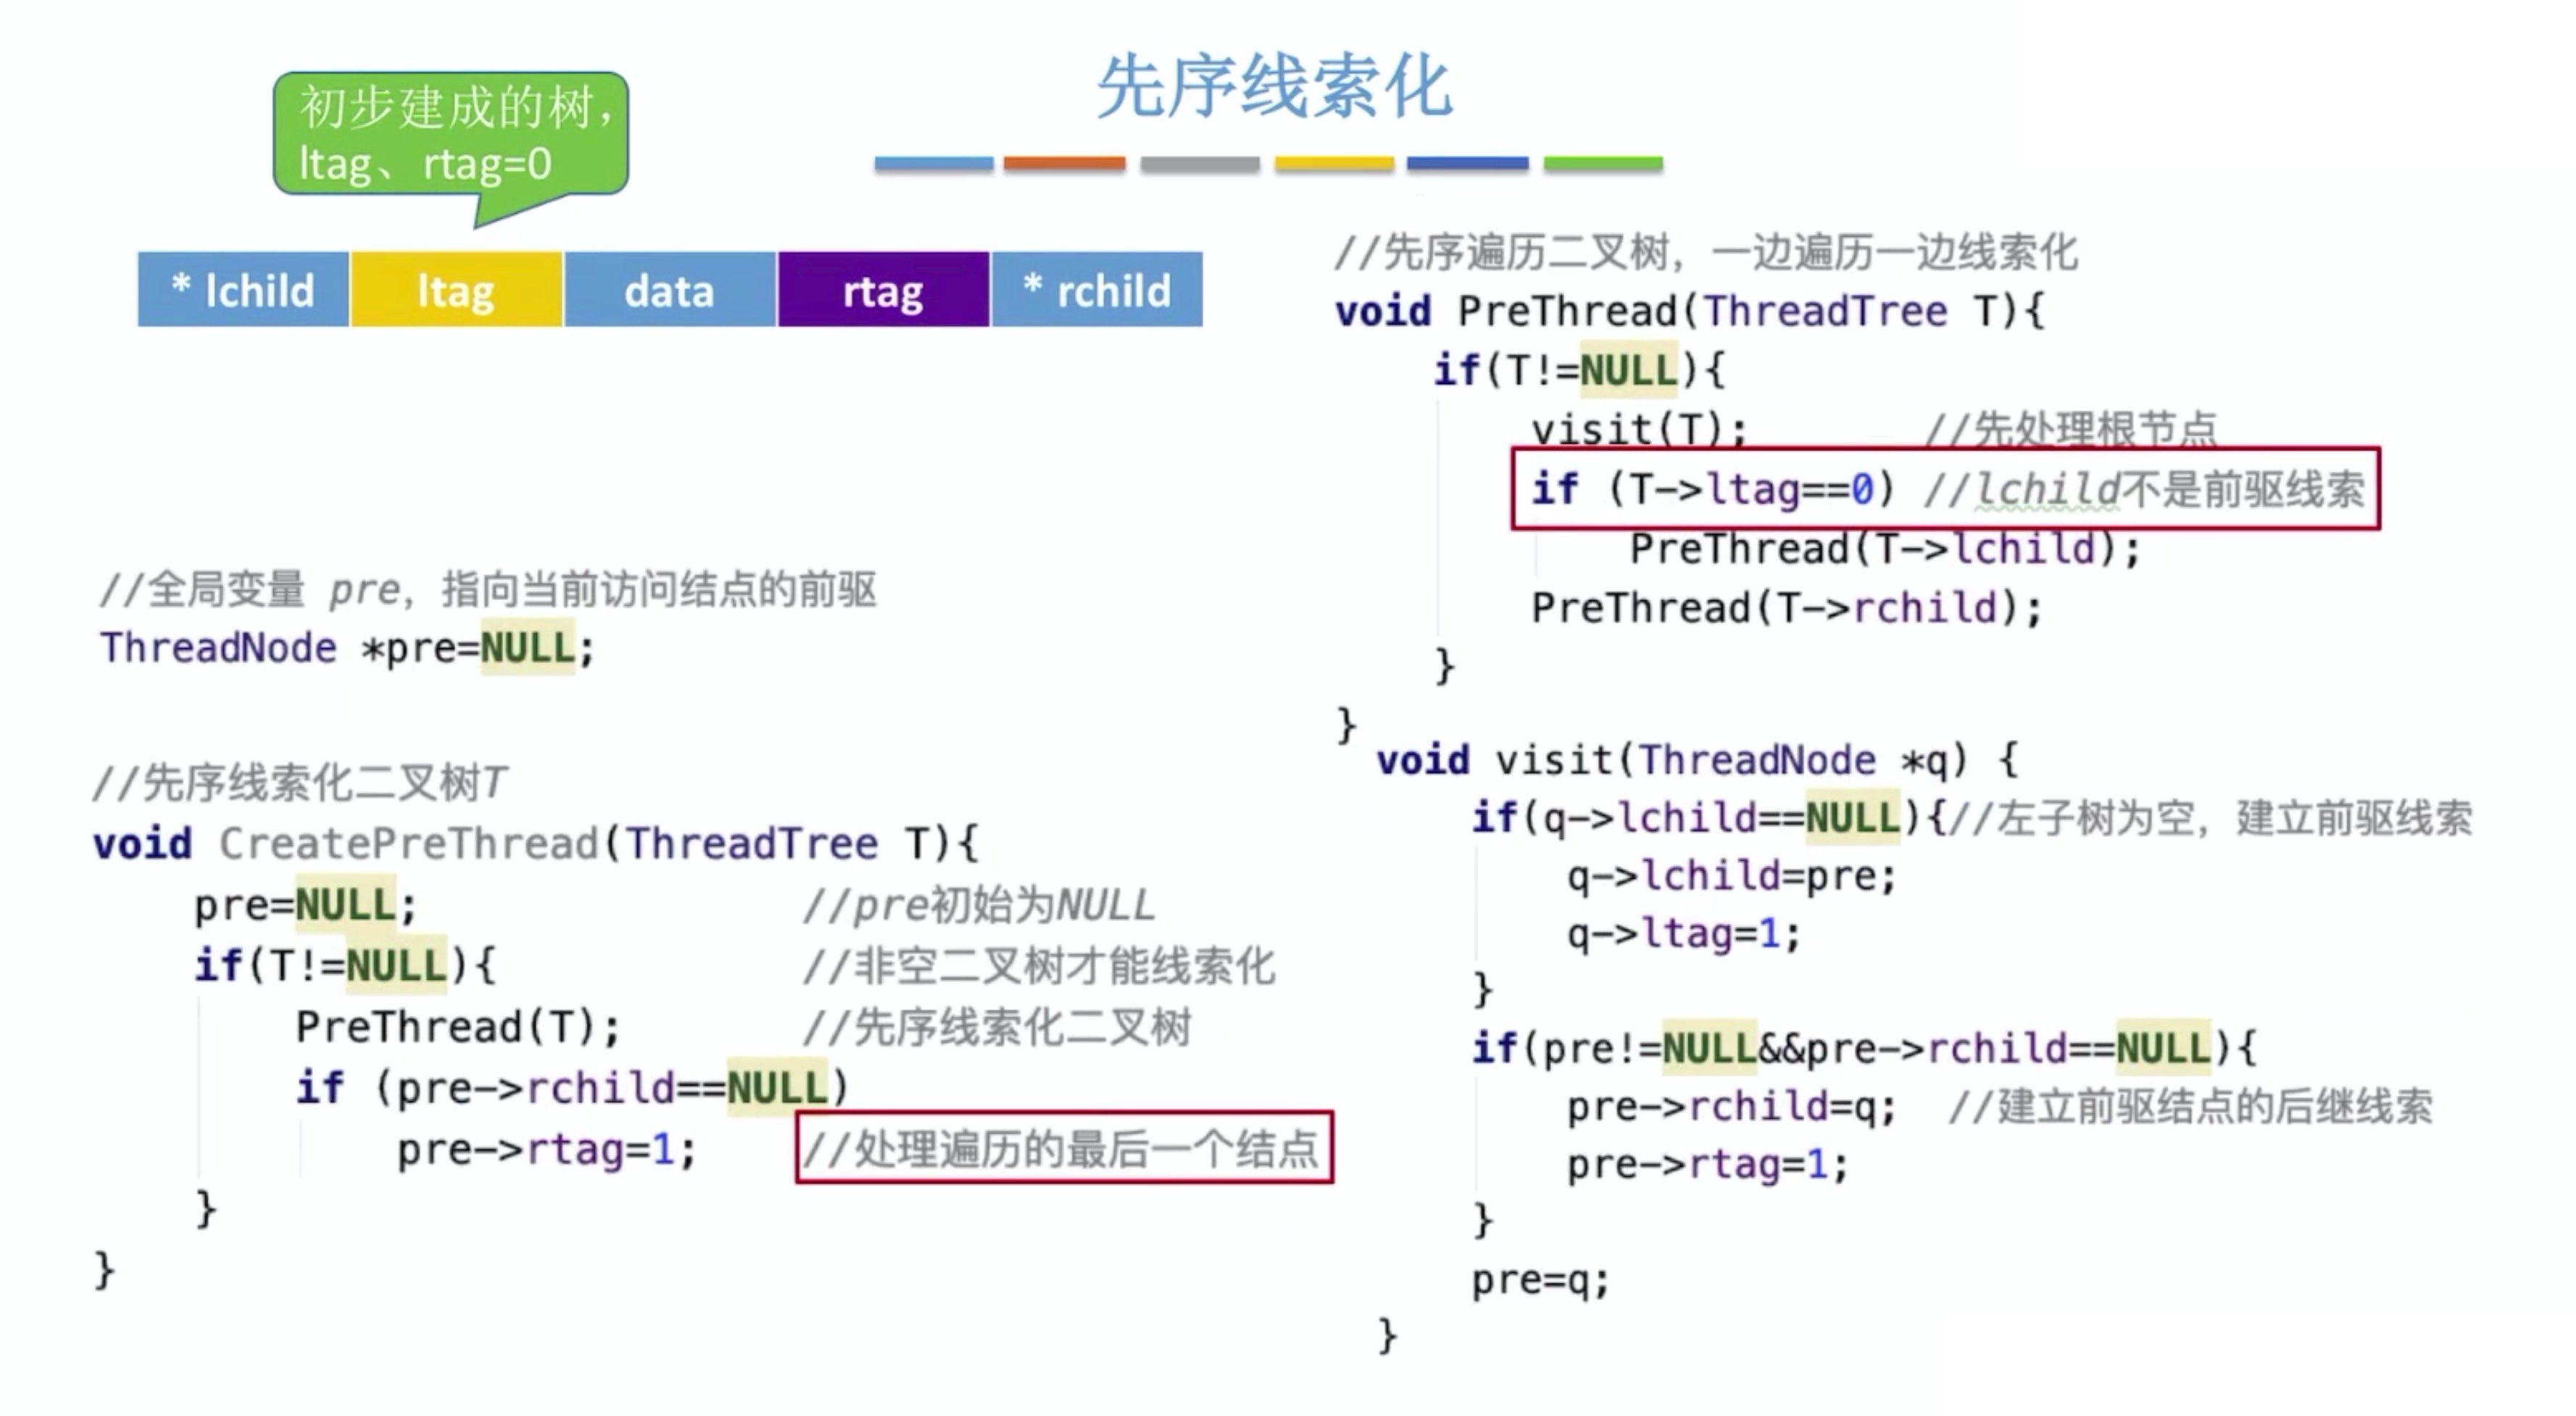 先序线索化
初步建成的树，
ltag、rtag=0
* lchild ltag data rtag * rchild
//全局变量 pre，指向当前访问结点的前驱
ThreadNode *pre=NULL;
//先序线索化二叉树T
void CreatePreThread(ThreadTree T){
pre=NULL; //pre初始为NULL
if(T!=NULL){ //非空二叉树才能线索化
PreThread(T); //先序线索化二叉树
if (pre->rchild==NULL)
pre->rtag=1; //处理遍历的最后一个结点
}
}
//先序遍历二叉树，一边遍历一边线索化
void PreThread(ThreadTree T){
if(T!=NULL){
visit(T); //先处理根节点
if (T->ltag==0) //lchild不是前驱线索
PreThread(T->lchild);
PreThread(T->rchild);
}
}
void visit(ThreadNode *q) {
if(q->lchild==NULL){//左子树为空，建立前驱线索
q->lchild=pre;
q->ltag=1;
}
if(pre!=NULL&&pre->rchild==NULL){
pre->rchild=q; //建立前驱结点的后继线索
pre->rtag=1;
}
pre=q;
}